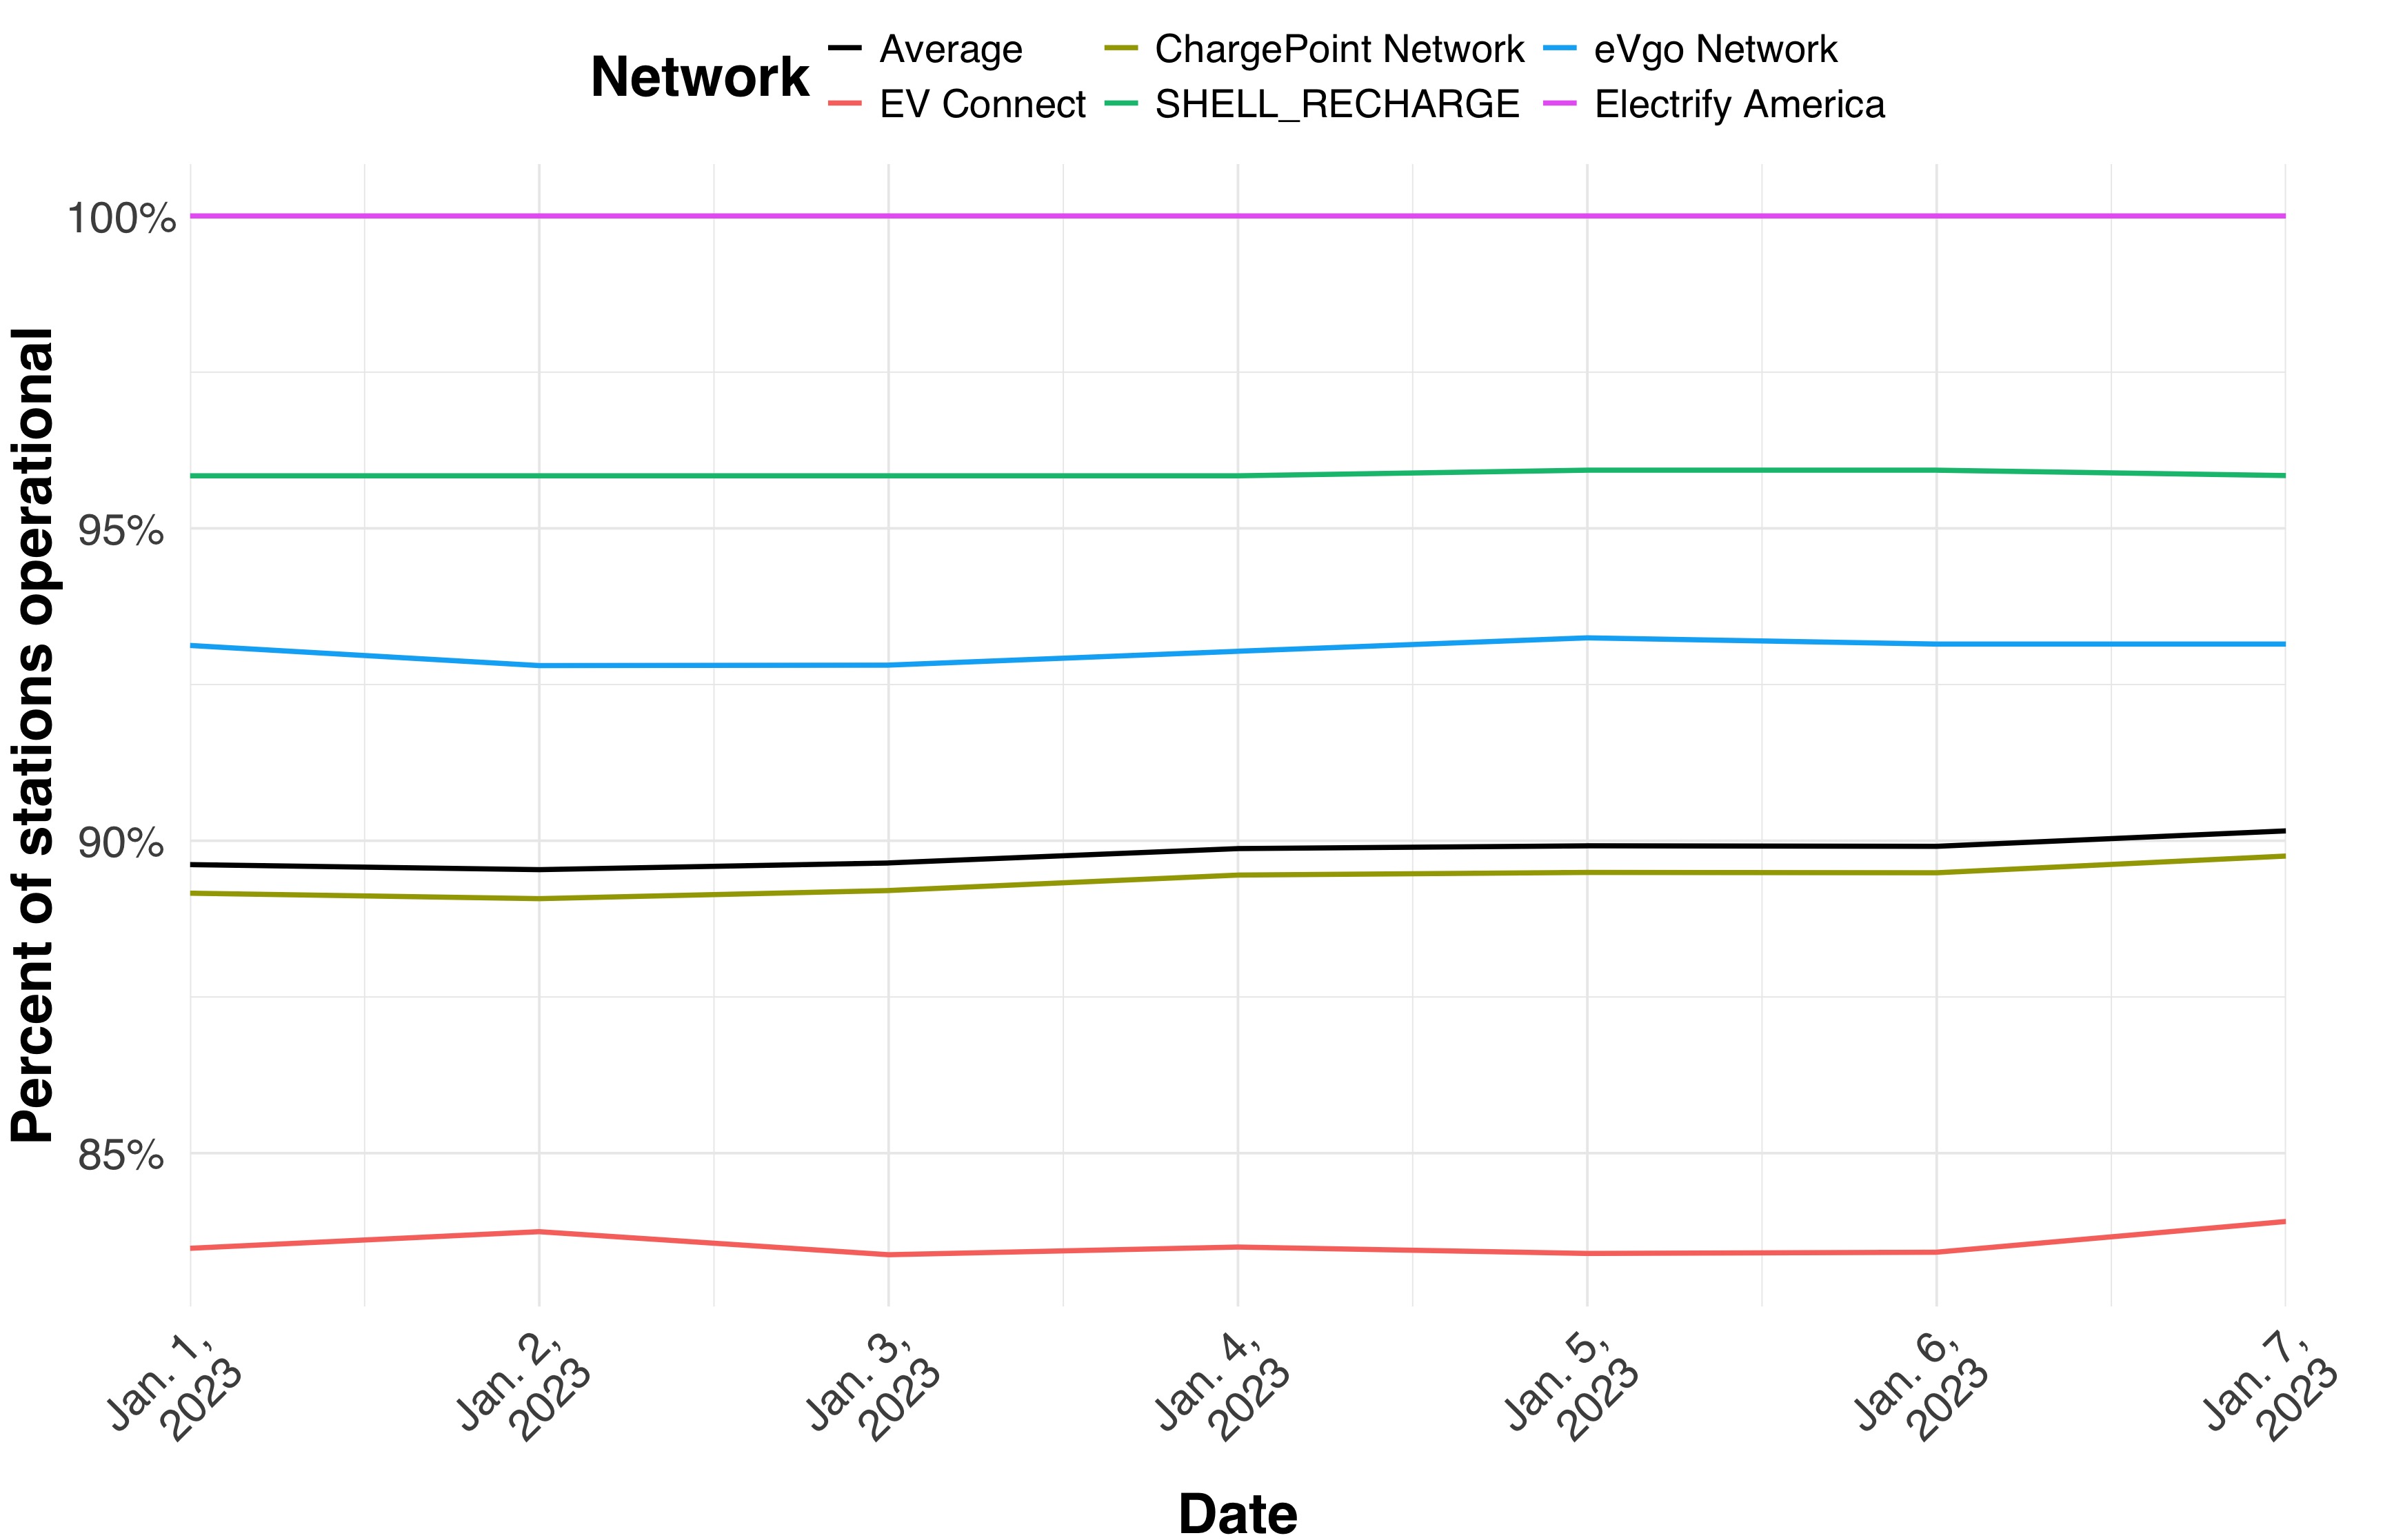 Network
Average
ChargePoint Network
eVgo Network
EV Connect
SHELL_RECHARGE
Electrify America
Percent of stations operational
100%
95%
90%
85%
Jan. 1,
2023
Jan. 2,
2023
Jan. 3,
2023
Jan. 4,
2023
Jan. 5,
2023
Jan. 6,
2023
Jan. 7,
2023
Date